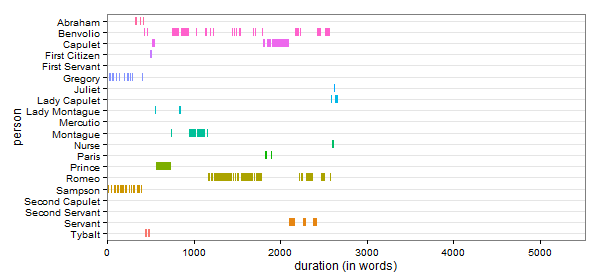 Abraham
Benvolio
Capulet
First Citizen
First Servant
Gregory
Juliet
Lady Capulet
Lady Montague
Mercutio
Montague
Nurse
Paris
Prince
Romeo
Sampson
Second Capulet
Second Servant
Servant
Tybalt
person
0 1000 2000 3000 4000 5000
duration (in words)